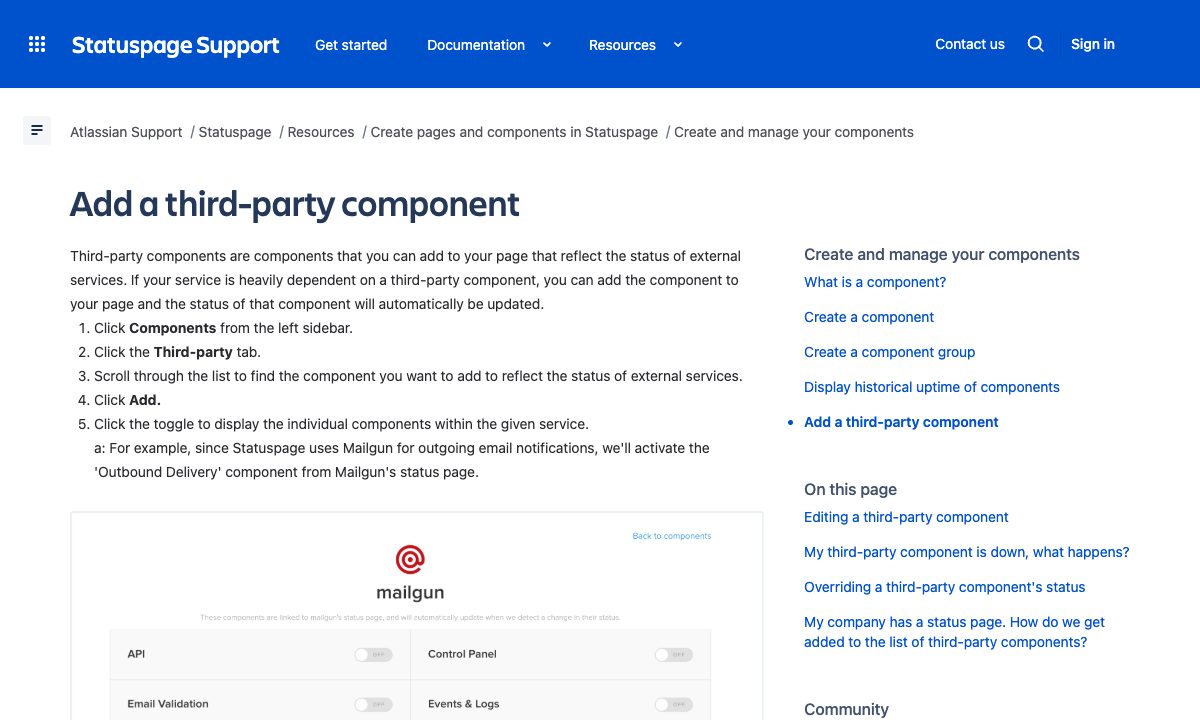 Statuspage Support
Get started
Documentation
Resources
Contact us
Sign in
Atlassian Support / Statuspage / Resources / Create pages and components in Statuspage / Create and manage your components
Add a third-party component
Third-party components are components that you can add to your page that reflect the status of external
services. If your service is heavily dependent on a third-party component, you can add the component to
your page and the status of that component will automatically be updated.
1. Click Components from the left sidebar.
2. Click the Third-party tab.
3. Scroll through the list to find the component you want to add to reflect the status of external services.
4. Click Add.
5. Click the toggle to display the individual components within the given service.
a: For example, since Statuspage uses Mailgun for outgoing email notifications, we'll activate the
'Outbound Delivery' component from Mailgun's status page.
Back to components
mailgun
These components are linked to mailgun's status page, and will automatically update when we detect a change in their status.
API
OFF
Control Panel
OFF
Email Validation
OFF
Events & Logs
OFF
Create and manage your components
What is a component?
Create a component
Create a component group
Display historical uptime of components
• Add a third-party component
On this page
Editing a third-party component
My third-party component is down, what happens?
Overriding a third-party component's status
My company has a status page. How do we get
added to the list of third-party components?
Community